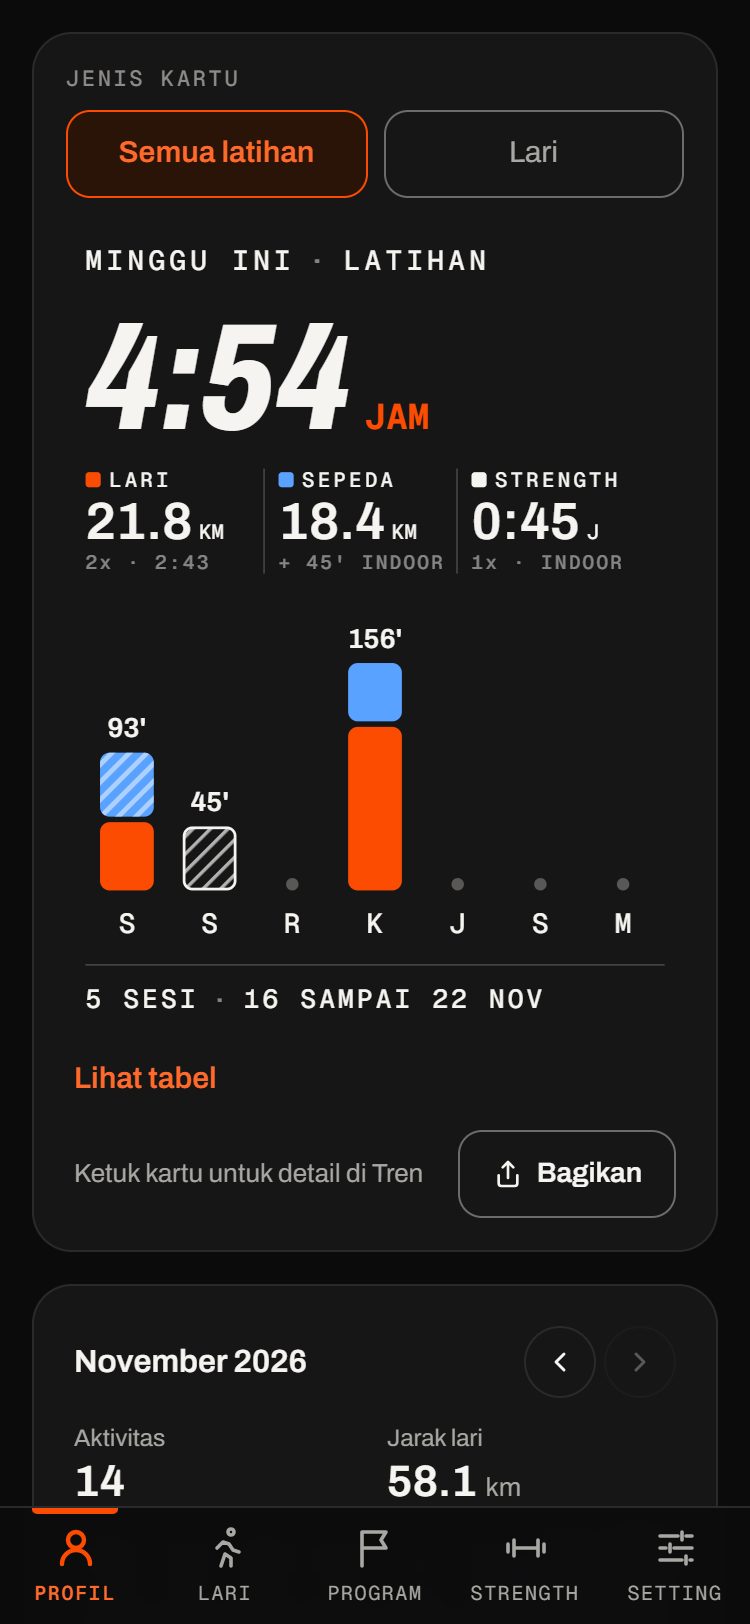 JENIS KARTU
Semua latihan
Lari
MINGGU INI · LATIHAN
4:54 JAM
LARI
21.8 KM
2x · 2:43
SEPEDA
18.4 KM
+ 45' INDOOR
STRENGTH
0:45 J
1x · INDOOR
93'
45'
156'
S S R K J S M
5 SESI · 16 SAMPAI 22 NOV
Lihat tabel
Ketuk kartu untuk detail di Tren
Bagikan
November 2026
Aktivitas
14
Jarak lari
58.1 km
PROFIL
LARI
PROGRAM
STRENGTH
SETTING